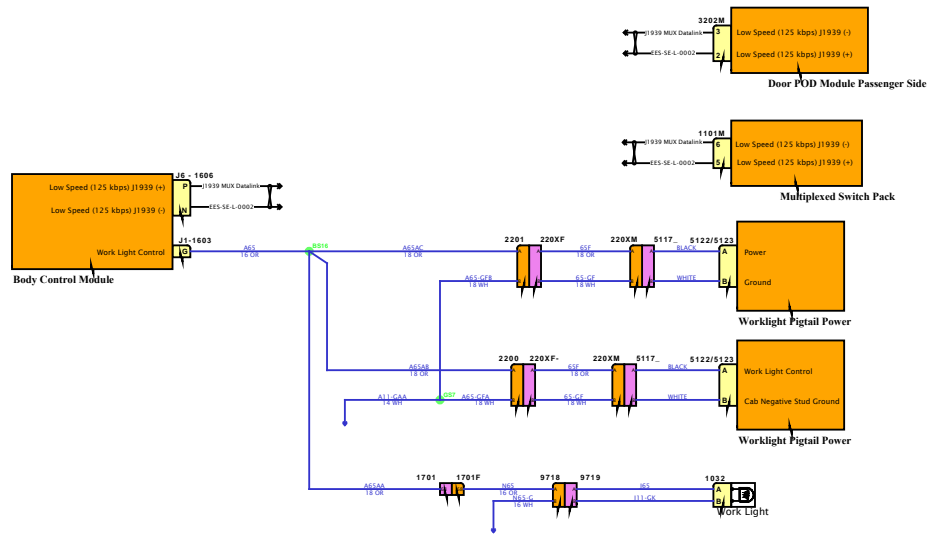 3202M
3 J1939 MUX Datalink Low Speed (125 kbps) J1939 (-)
2 EES-SE-L-0002 Low Speed (125 kbps) J1939 (+)
Door POD Module Passenger Side
1101M
6 J1939 MUX Datalink Low Speed (125 kbps) J1939 (-)
5 EES-SE-L-0002 Low Speed (125 kbps) J1939 (+)
Multiplexed Switch Pack
J6 - 1606
Low Speed (125 kbps) J1939 (+) P J1939 MUX Datalink
Low Speed (125 kbps) J1939 (-) N EES-SE-L-0002
J1-1603
Work Light Control G
Body Control Module
A65
16 OR
A65AC
18 OR
2201 220XF
A A
B B
65F
18 OR
220XM 5117_
A A
B B
BLACK
5122/5123
A Power
A65-GFB
18 WH
65-GF
18 WH
WHITE
B Ground
Worklight Pigtail Power
A65AB
18 OR
2200 220XF-
A A
B B
65F
18 OR
220XM 5117_
A A
B B
BLACK
5122/5123
A Work Light Control
A11-GAA
14 WH
A65-GFA
18 WH
65-GF
18 WH
WHITE
B Cab Negative Stud Ground
Worklight Pigtail Power
A65AA
18 OR
1701 1701F
N65
16 OR
N65-G
16 WH
9718 9719
A A
B B
J65
J11-GK
1032
A
B
Work Light